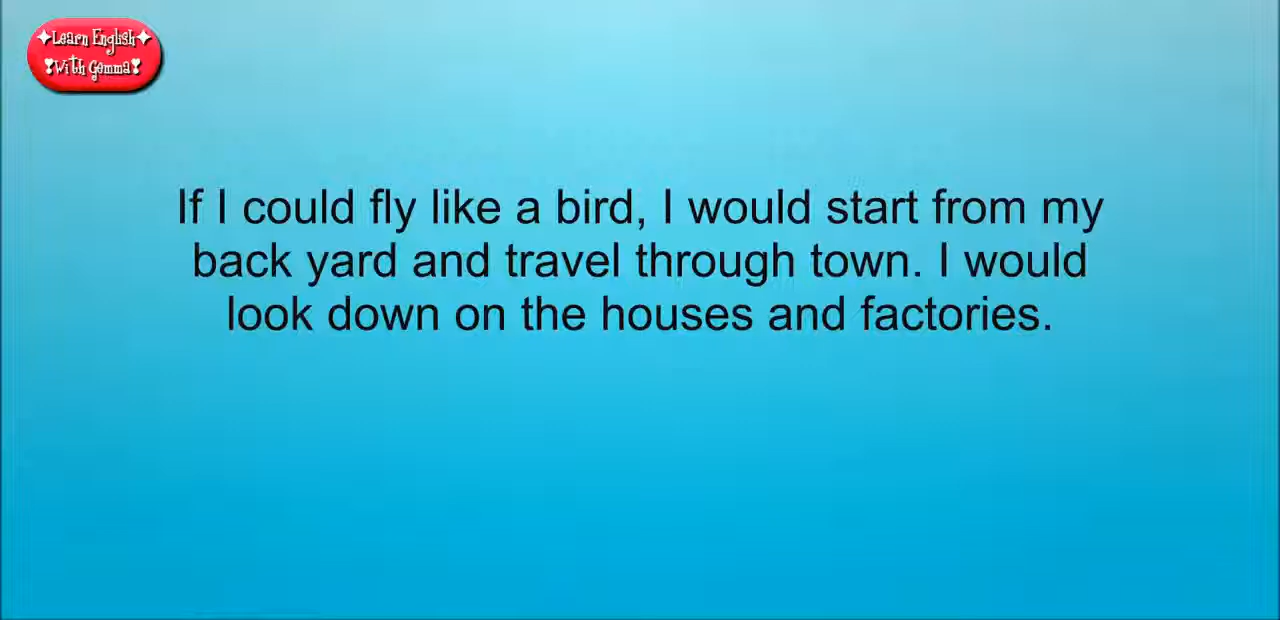 Learn English
With Gemma
If I could fly like a bird, I would start from my
back yard and travel through town. I would
look down on the houses and factories.